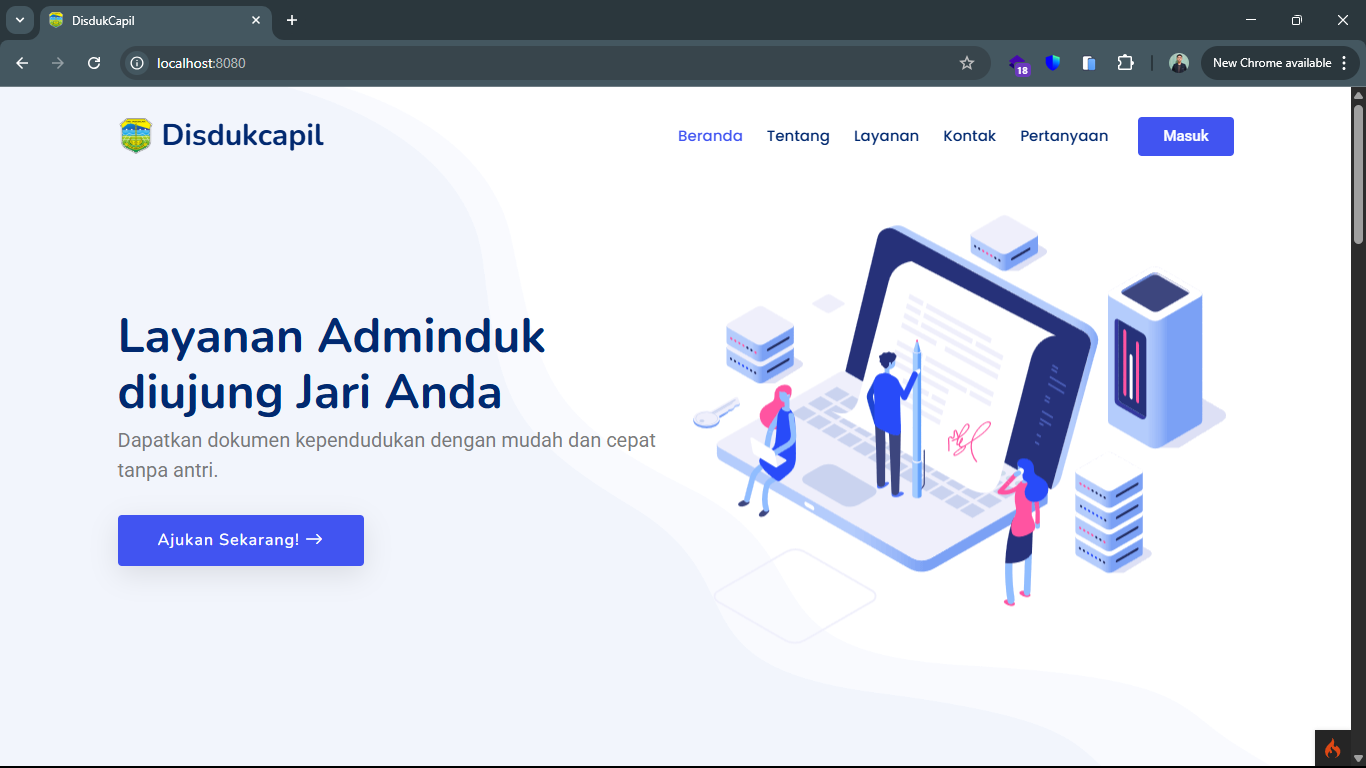 DisdukCapil
localhost:8080
18
New Chrome available
Disdukcapil
Beranda
Tentang
Layanan
Kontak
Pertanyaan
Masuk
Layanan Adminduk
diujung Jari Anda
Dapatkan dokumen kependudukan dengan mudah dan cepat
tanpa antri.
Ajukan Sekarang! →